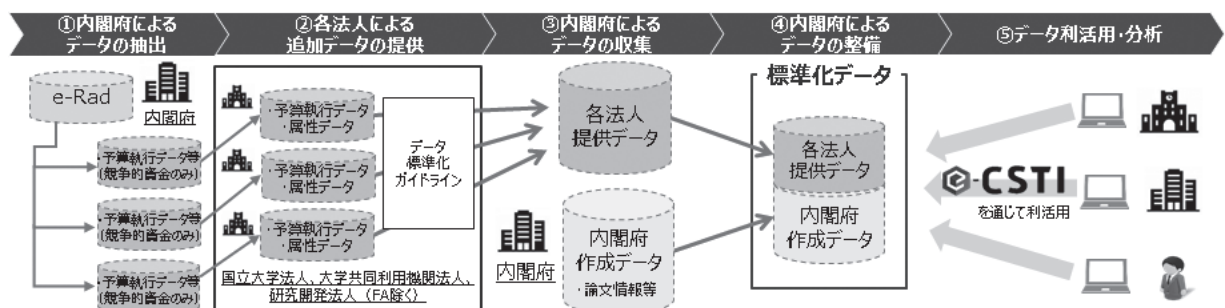 ①内閣府による
データの抽出
②各法人による
追加データの提供
③内閣府による
データの収集
④内閣府による
データの整備
⑤データ利活用・分析
e-Rad
内閣府
・予算執行データ等
(競争的資金のみ)
・予算執行データ等
(競争的資金のみ)
・予算執行データ等
(競争的資金のみ)
・予算執行データ
・属性データ
・予算執行データ
・属性データ
・予算執行データ
・属性データ
データ
標準化
ガイドライン
国立大学法人、大学共同利用機関法人、
研究開発法人（FA除く）
各法人
提供データ
内閣府
内閣府
作成データ
・論文情報等
標準化データ
各法人
提供データ
内閣府
作成データ
e-CSTI
を通じて利活用